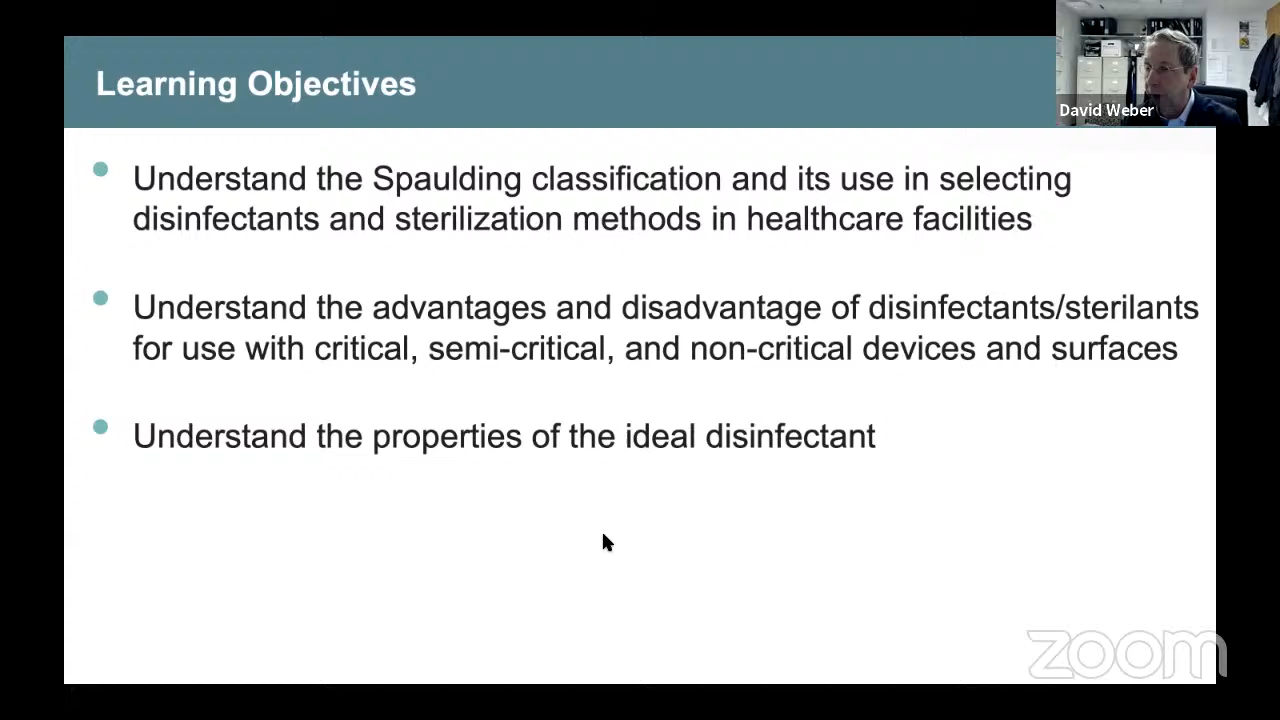 Learning Objectives
David Weber
Understand the Spaulding classification and its use in selecting
disinfectants and sterilization methods in healthcare facilities
Understand the advantages and disadvantage of disinfectants/sterilants
for use with critical, semi-critical, and non-critical devices and surfaces
Understand the properties of the ideal disinfectant
zoom